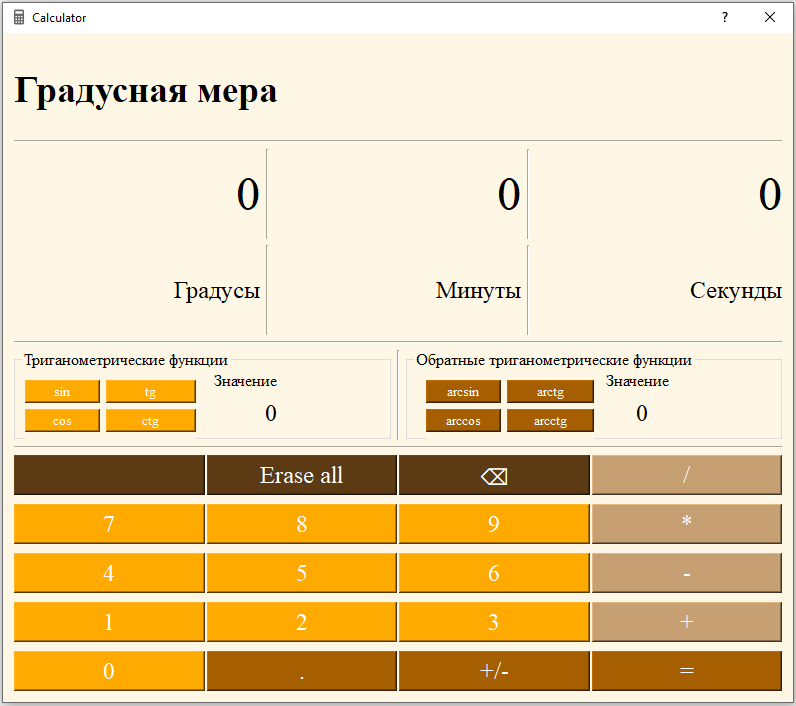 Calculator ?
Градусная мера
0 0 0
Градусы Минуты Секунды
Триганометрические функции
sin tg
cos ctg
Значение
0
Обратные триганометрические функции
arcsin arctg
arccos arcctg
Значение
0
Erase all ⌫ /
7 8 9 *
4 5 6 -
1 2 3 +
0 . +/- =